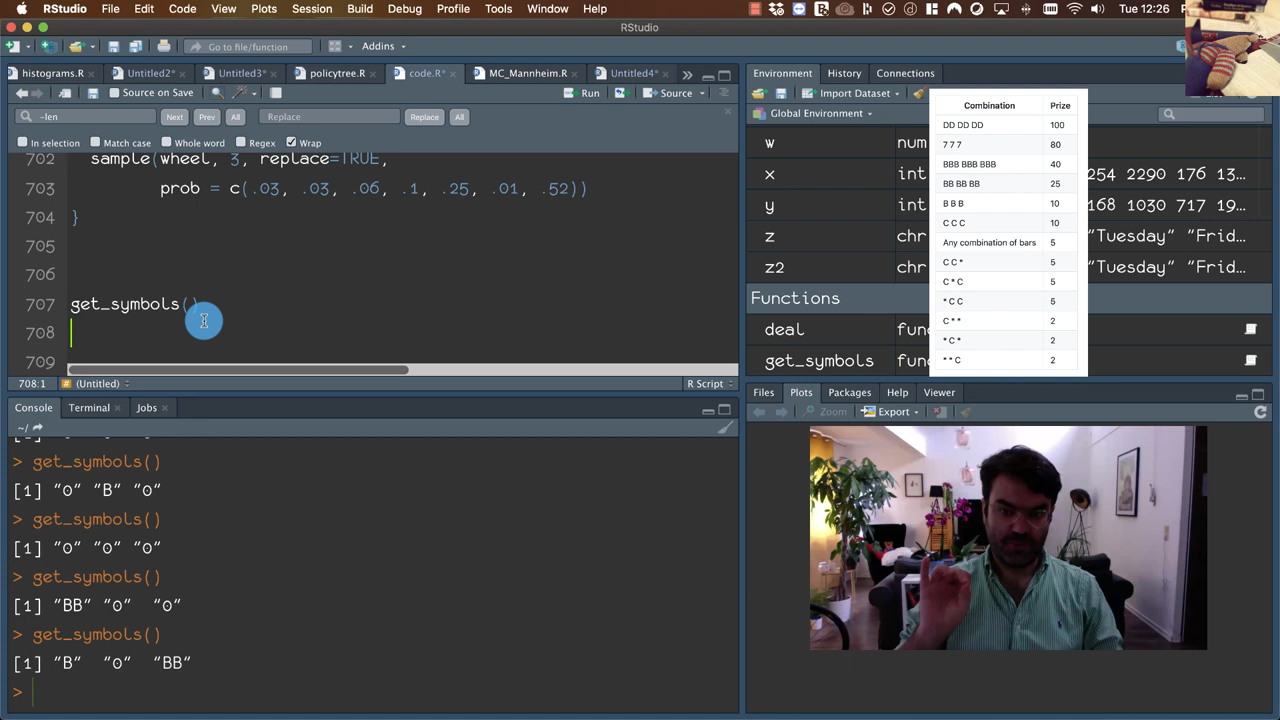 RStudio File Edit Code View Plots Session Build Debug Profile Tools Window Help Tue 12:26
RStudio
Go to file/function Addins
histograms.R Untitled2* Untitled3* policytree.R code.R* MC_Mannheim.R Untitled4*
Source on Save Run Source
-len Next Prev All Replace Replace All
In selection Match case Whole word Regex Wrap
702 sample(wheel, 3, replace=TRUE,
703 prob = c(.03, .03, .06, .1, .25, .01, .52))
704 }
705
706
707 get_symbols()
708
709
708:1 (Untitled) R Script
Console Terminal Jobs
~/
> get_symbols()
[1] "0" "B" "0"
> get_symbols()
[1] "0" "0" "0"
> get_symbols()
[1] "BB" "0" "0"
> get_symbols()
[1] "B" "0" "BB"
>
Environment History Connections
Import Dataset
Global Environment
w num
x int 254 2290 176 13…
y int 168 1030 717 19…
z chr "Tuesday" "Frid…
z2 chr "Tuesday" "Frid…
Functions
deal fun
get_symbols fun
Combination Prize
DD DD DD 100
7 7 7 80
BBB BBB BBB 40
BB BB BB 25
B B B 10
C C C 10
Any combination of bars 5
C C * 5
C * C 5
* C C 5
C * * 2
* C * 2
* * C 2
Files Plots Packages Help Viewer
Zoom Export